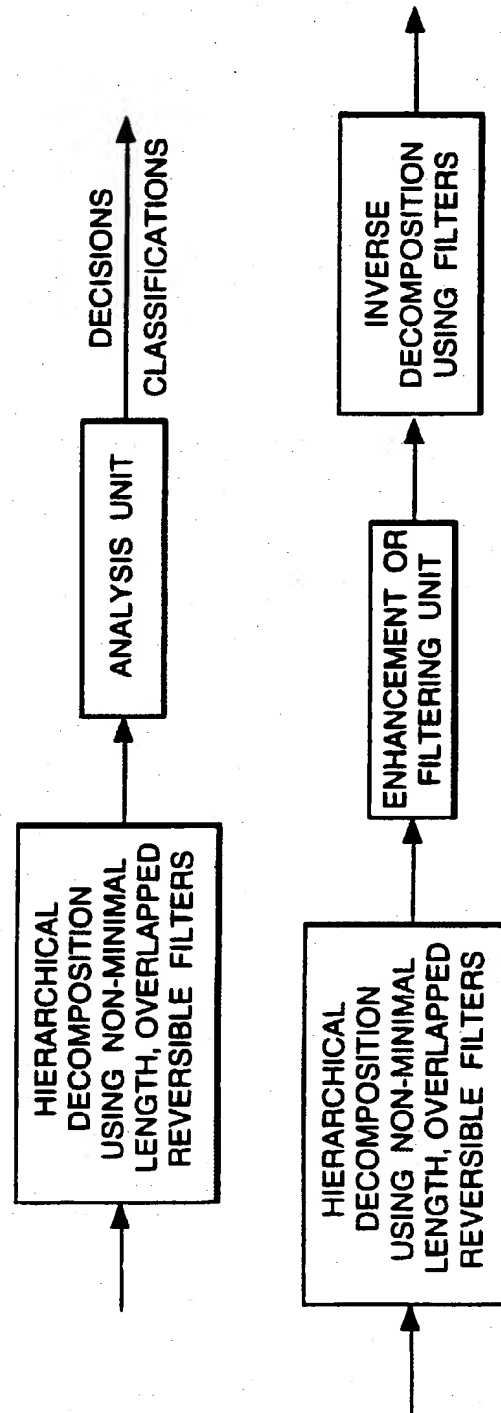 HIERARCHICAL
DECOMPOSITION
USING NON-MINIMAL
LENGTH, OVERLAPPED
REVERSIBLE FILTERS
ANALYSIS UNIT
DECISIONS
CLASSIFICATIONS
HIERARCHICAL
DECOMPOSITION
USING NON-MINIMAL
LENGTH, OVERLAPPED
REVERSIBLE FILTERS
ENHANCEMENT OR
FILTERING UNIT
INVERSE
DECOMPOSITION
USING FILTERS